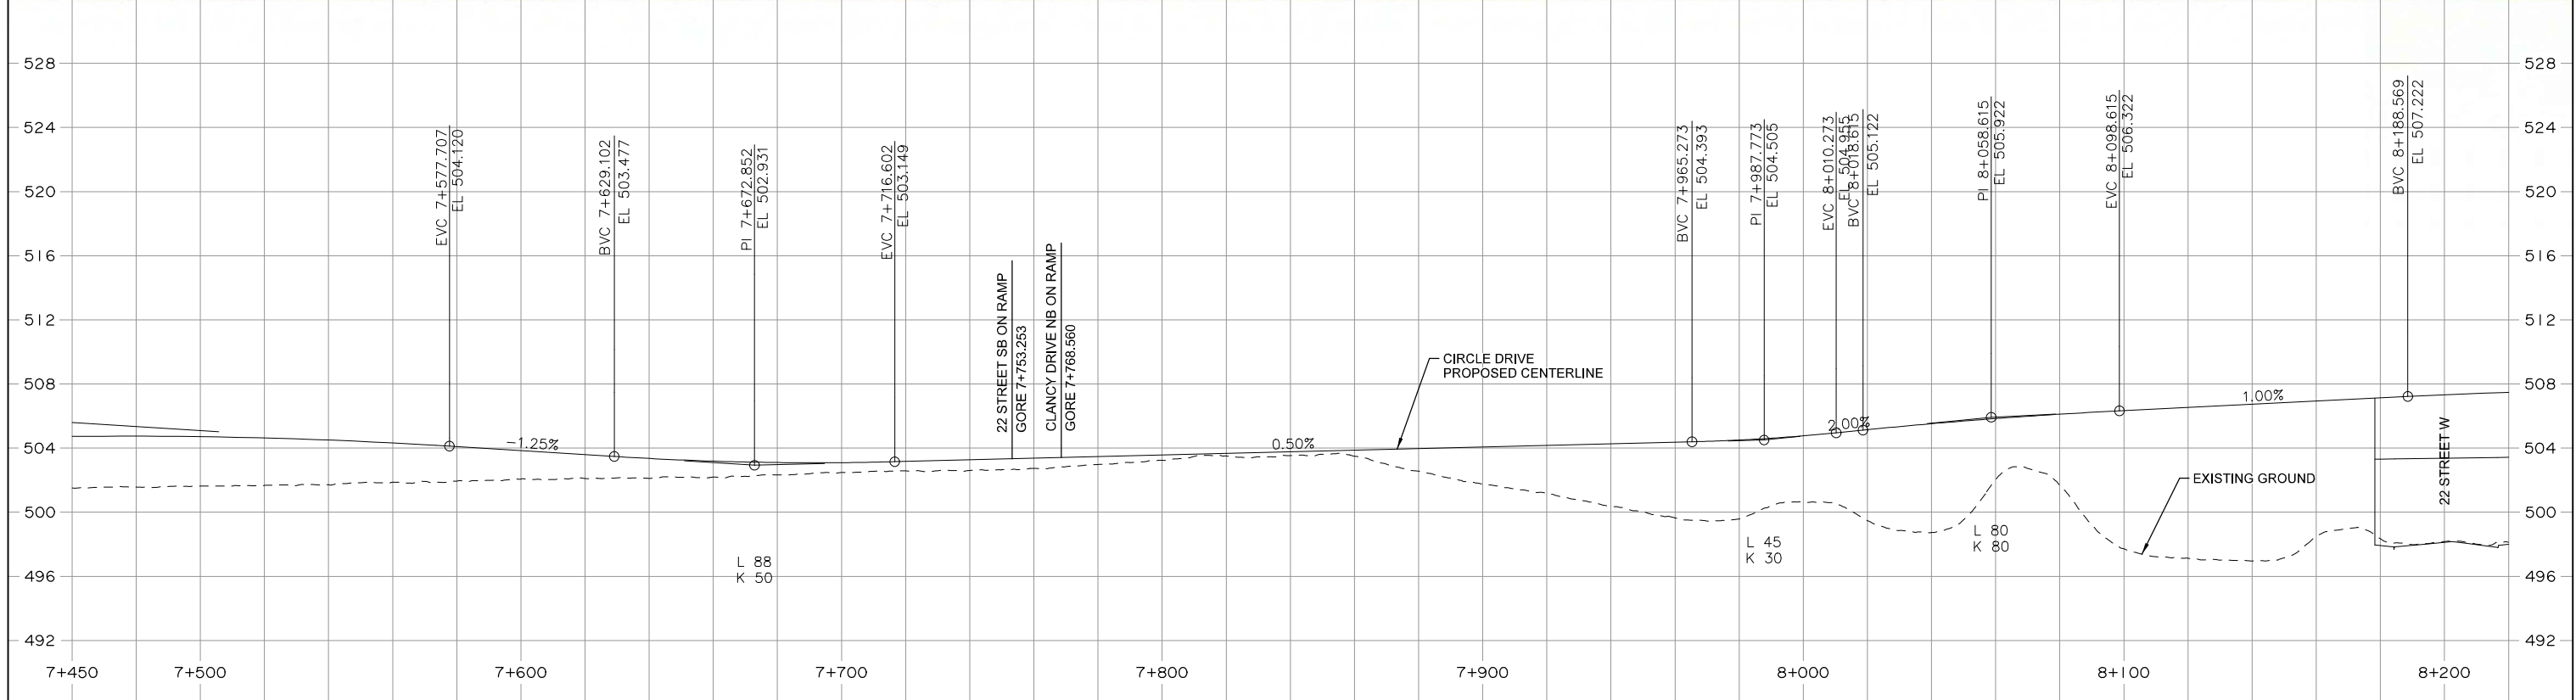 528
524
520
516
512
508
504
500
496
492
EVC 7+577.707
EL 504.120
BVC 7+629.102
EL 503.477
PI 7+672.852
EL 502.931
EVC 7+716.602
EL 503.149
22 STREET SB ON RAMP
GORE 7+753.253
CLANCY DRIVE NB ON RAMP
GORE 7+768.560
CIRCLE DRIVE
PROPOSED CENTERLINE
BVC 7+965.273
EL 504.393
PI 7+987.773
EL 504.505
EVC 8+010.273
EL 504.955
BVC 8+018.615
EL 505.122
PI 8+058.615
EL 505.922
EVC 8+098.615
EL 506.322
BVC 8+188.569
EL 507.222
-1.25%
0.50%
2.00%
1.00%
22 STREET W
EXISTING GROUND
L 88
K 50
L 45
K 30
L 80
K 80
528
524
520
516
512
508
504
500
496
492
7+450
7+500
7+600
7+700
7+800
7+900
8+000
8+100
8+200